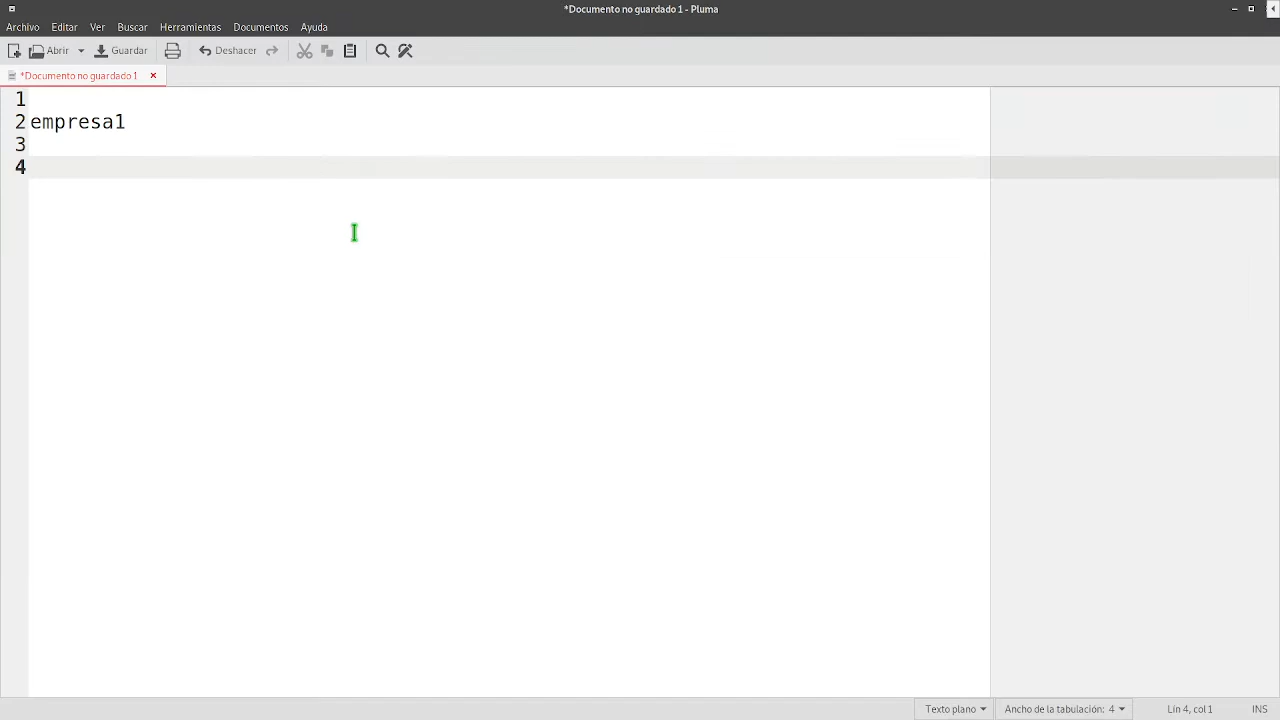 *Documento no guardado 1 - Pluma
Archivo Editar Ver Buscar Herramientas Documentos Ayuda
Abrir Guardar Deshacer
*Documento no guardado 1
1
2 empresa1
3
4
Texto plano Ancho de la tabulación: 4 Lín 4, col 1 INS